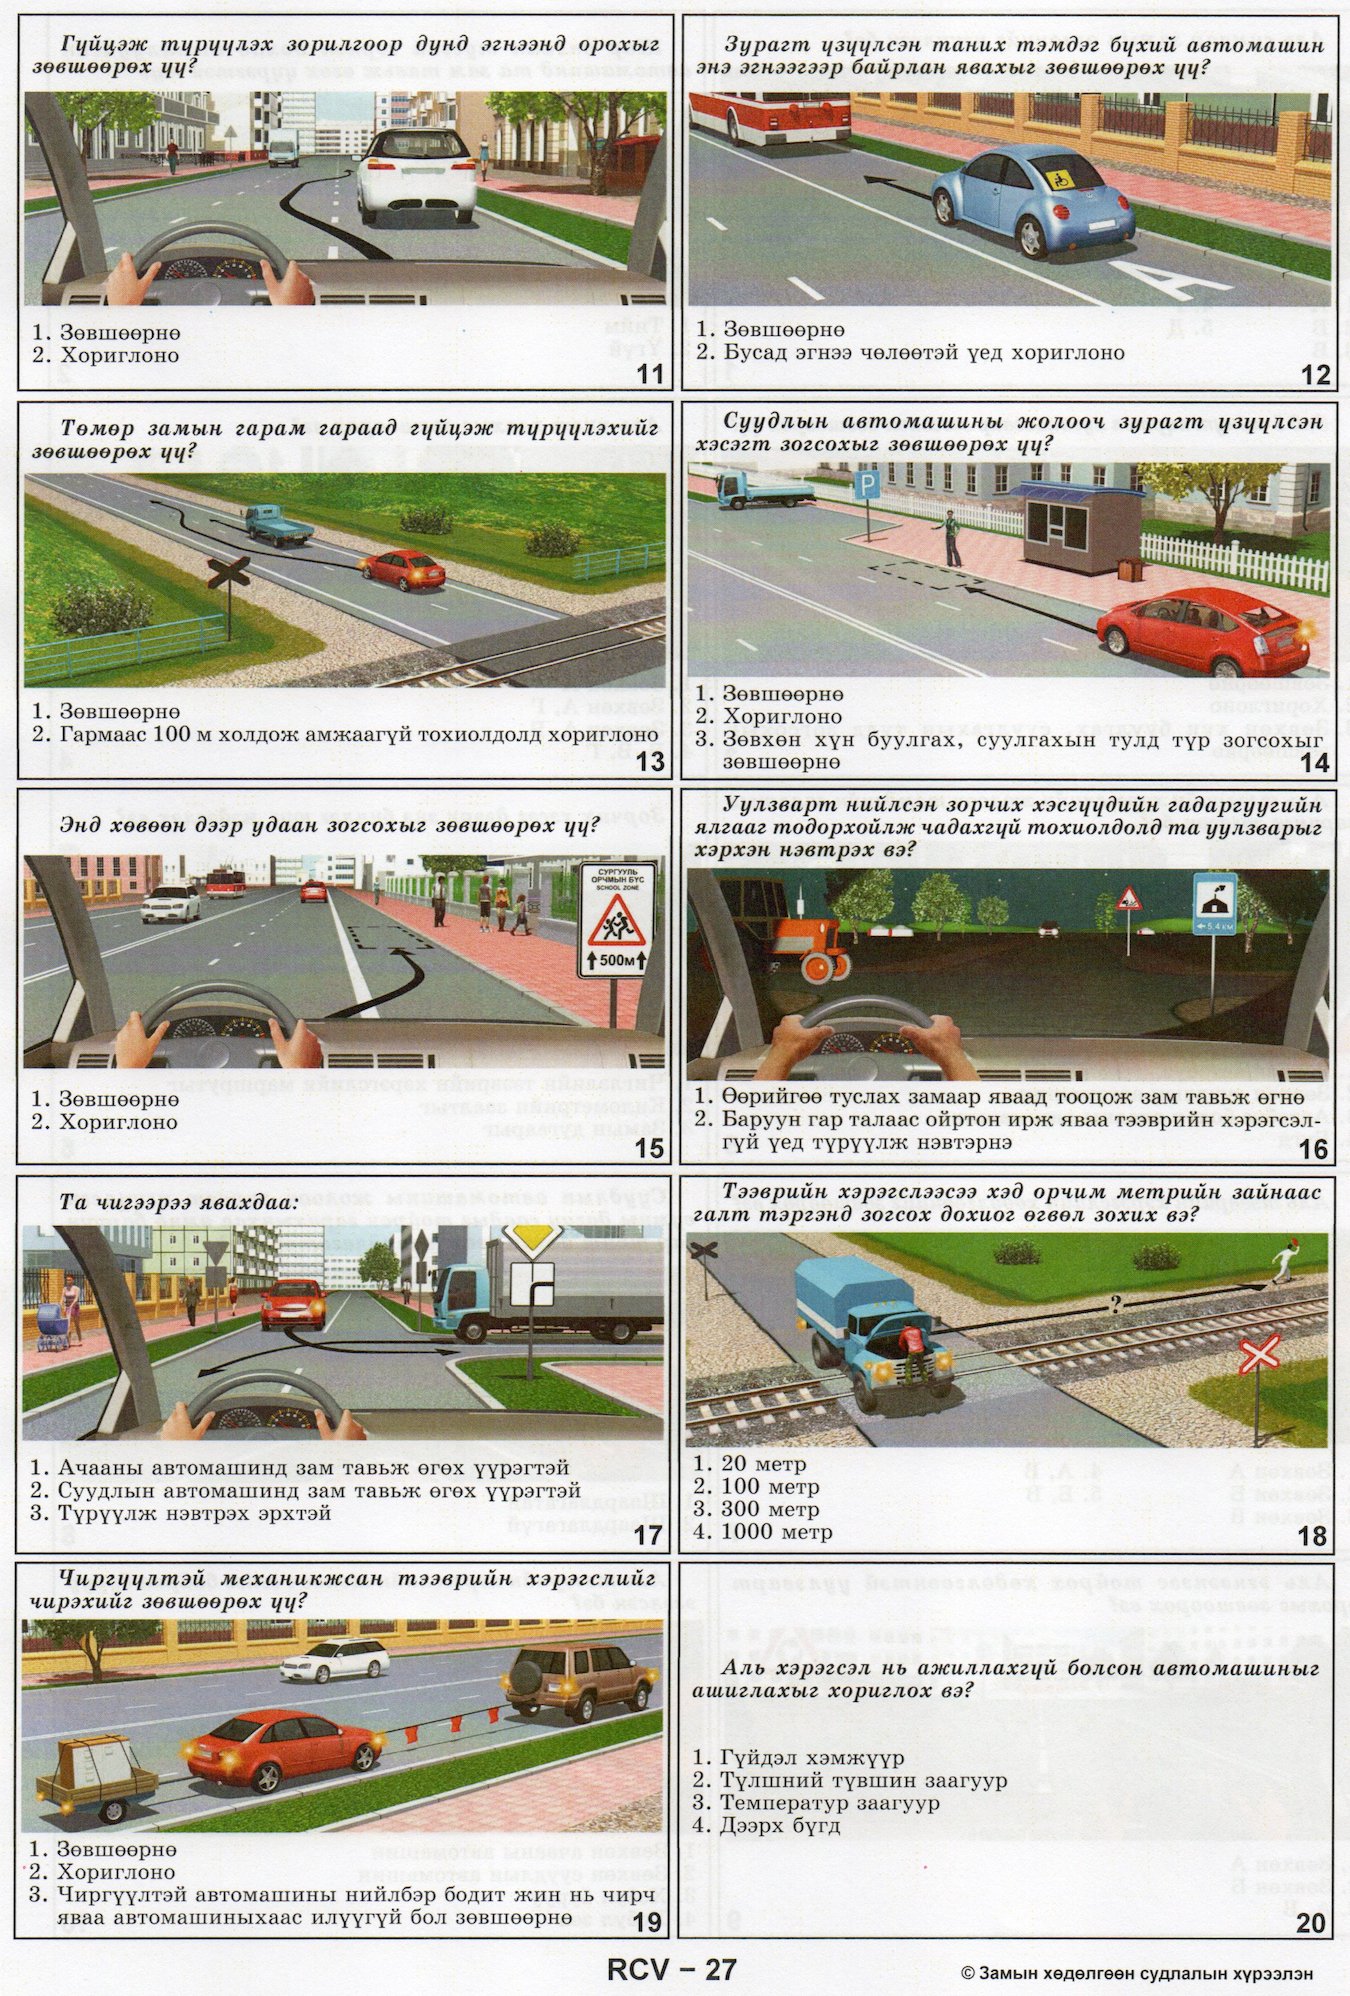 Гүйцэж түрүүлэх зорилгоор дунд эгнээнд орохыг
зөвшөөрөх үү?
1. Зөвшөөрнө
2. Хориглоно
11
Зурагт үзүүлсэн таних тэмдэг бүхий автомашин
энэ эгнээгээр байрлан явахыг зөвшөөрөх үү?
А
1. Зөвшөөрнө
2. Бусад эгнээ чөлөөтэй үед хориглоно
12
Төмөр замын гарам гараад гүйцэж түрүүлэхийг
зөвшөөрөх үү?
1. Зөвшөөрнө
2. Гармаас 100 м холдож амжаагүй тохиолдолд хориглоно
13
Суудлын автомашины жолооч зурагт үзүүлсэн
хэсэгт зогсохыг зөвшөөрөх үү?
P
1. Зөвшөөрнө
2. Хориглоно
3. Зөвхөн хүн буулгах, суулгахын тулд түр зогсохыг
зөвшөөрнө
14
Энд хөвөөн дээр удаан зогсохыг зөвшөөрөх үү?
СУРГУУЛЬ
ОРЧМЫН БҮС
SCHOOL ZONE
500м
1. Зөвшөөрнө
2. Хориглоно
15
Уулзварт нийлсэн зорчих хэсгүүдийн гадаргуугийн
ялгааг тодорхойлж чадахгүй тохиолдолд та уулзварыг
хэрхэн нэвтрэх вэ?
5.4 км
1. Өөрийгөө туслах замаар яваад тооцож зам тавьж өгнө
2. Баруун гар талаас ойртон ирж яваа тээврийн хэрэгсэл-
гүй үед түрүүлж нэвтэрнэ
16
Та чигээрээ явахдаа:
1. Ачааны автомашинд зам тавьж өгөх үүрэгтэй
2. Суудлын автомашинд зам тавьж өгөх үүрэгтэй
3. Түрүүлж нэвтрэх эрхтэй
17
Тээврийн хэрэгслээсээ хэд орчим метрийн зайнаас
галт тэргэнд зогсох дохиог өгвөл зохих вэ?
?
1. 20 метр
2. 100 метр
3. 300 метр
4. 1000 метр
18
Чиргүүлтэй механикжсан тээврийн хэрэгслийг
чирэхийг зөвшөөрөх үү?
1. Зөвшөөрнө
2. Хориглоно
3. Чиргүүлтэй автомашины нийлбэр бодит жин нь чирч
яваа автомашиныхаас илүүгүй бол зөвшөөрнө
19
Аль хэрэгсэл нь ажиллахгүй болсон автомашиныг
ашиглахыг хориглох вэ?
1. Гүйдэл хэмжүүр
2. Түлшний түвшин заагуур
3. Температур заагуур
4. Дээрх бүгд
20
RCV – 27
© Замын хөдөлгөөн судлалын хүрээлэн